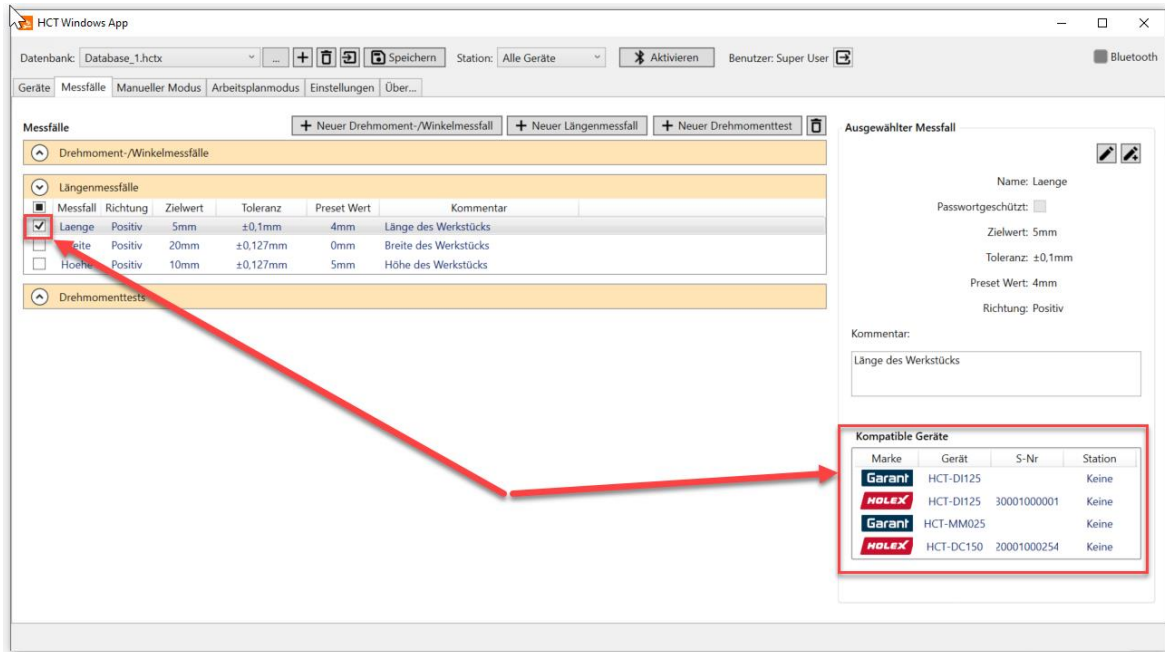 HCT Windows App
Datenbank: Database_1.hctx ... Speichern Station: Alle Geräte Aktivieren Benutzer: Super User Bluetooth
Geräte Messfälle Manueller Modus Arbeitsplanmodus Einstellungen Über...
Messfälle Neuer Drehmoment-/Winkelmessfall Neuer Längenmessfall Neuer Drehmomenttest
Drehmoment-/Winkelmessfälle
Längenmessfälle
Messfall Richtung Zielwert Toleranz Preset Wert Kommentar
Laenge Positiv 5mm ±0,1mm 4mm Länge des Werkstücks
Positiv 20mm ±0,127mm 0mm Breite des Werkstücks
Hoehe Positiv 10mm ±0,127mm 5mm Höhe des Werkstücks
Drehmomenttests
Ausgewählter Messfall
Name: Laenge
Passwortgeschützt:
Zielwert: 5mm
Toleranz: ±0,1mm
Preset Wert: 4mm
Richtung: Positiv
Kommentar:
Länge des Werkstücks
Kompatible Geräte
Marke Gerät S-Nr Station
Garant HCT-DI125 Keine
HOLEX HCT-DI125 30001000001 Keine
Garant HCT-MM025 Keine
HOLEX HCT-DC150 20001000254 Keine